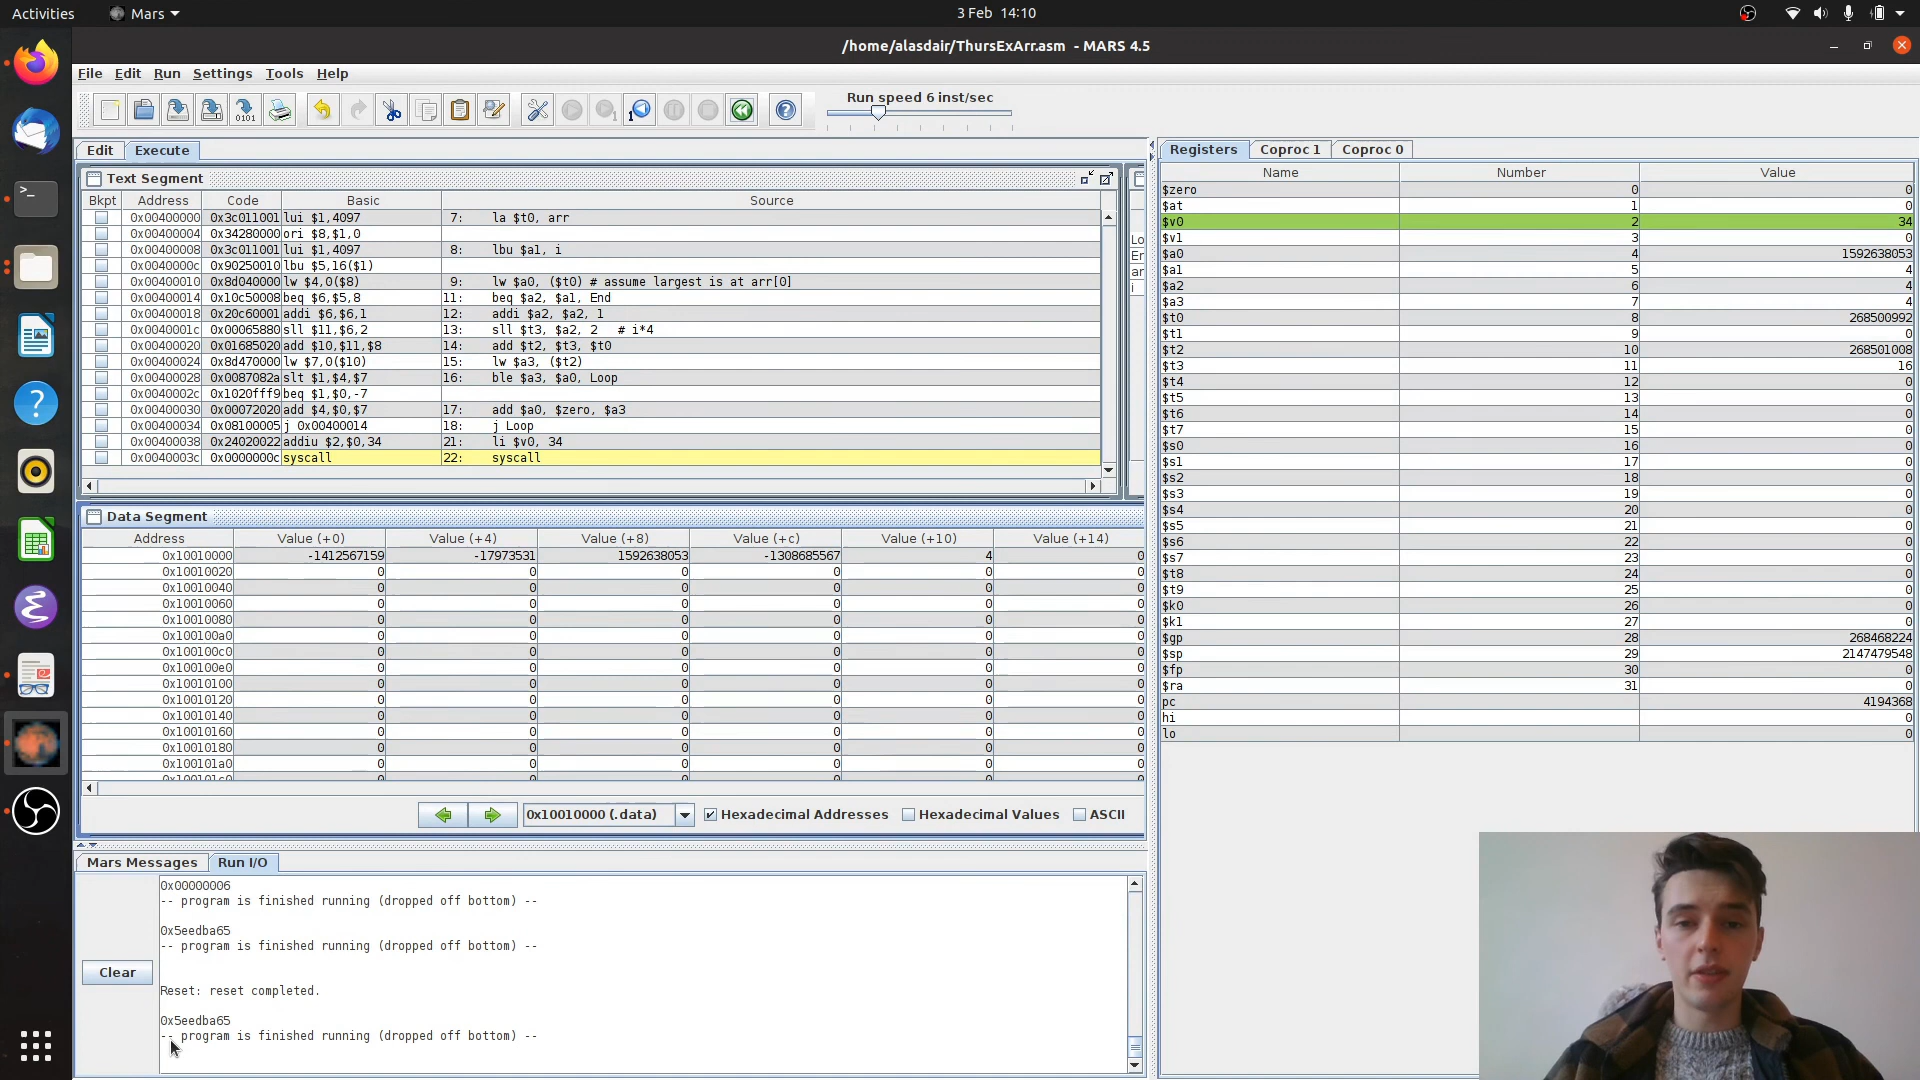 Activities
Mars
3 Feb 14:10
/home/alasdair/ThursExArr.asm - MARS 4.5
File Edit Run Settings Tools Help
Run speed 6 inst/sec
Edit Execute
Text Segment
Bkpt Address Code Basic Source
0x00400000 0x3c011001 lui $1,4097 7: la $t0, arr
0x00400004 0x34280000 ori $8,$1,0
0x00400008 0x3c011001 lui $1,4097 8: lbu $a1, i
0x0040000c 0x90250010 lbu $5,16($1)
0x00400010 0x8d040000 lw $4,0($8) 9: lw $a0, ($t0) # assume largest is at arr[0]
0x00400014 0x10c50008 beq $6,$5,8 11: beq $a2, $a1, End
0x00400018 0x20c60001 addi $6,$6,1 12: addi $a2, $a2, 1
0x0040001c 0x00065880 sll $11,$6,2 13: sll $t3, $a2, 2 # i*4
0x00400020 0x01685020 add $10,$11,$8 14: add $t2, $t3, $t0
0x00400024 0x8d470000 lw $7,0($10) 15: lw $a3, ($t2)
0x00400028 0x0087082a slt $1,$4,$7 16: ble $a3, $a0, Loop
0x0040002c 0x1020fff9 beq $1,$0,-7
0x00400030 0x00072020 add $4,$0,$7 17: add $a0, $zero, $a3
0x00400034 0x08100005 j 0x00400014 18: j Loop
0x00400038 0x24020022 addiu $2,$0,34 21: li $v0, 34
0x0040003c 0x0000000c syscall 22: syscall
Lo
En
ar
i
Data Segment
Address Value (+0) Value (+4) Value (+8) Value (+c) Value (+10) Value (+14)
0x10010000 -1412567159 -17973531 1592638053 -1308685567 4 0
0x10010020 0 0 0 0 0 0
0x10010040 0 0 0 0 0 0
0x10010060 0 0 0 0 0 0
0x10010080 0 0 0 0 0 0
0x100100a0 0 0 0 0 0 0
0x100100c0 0 0 0 0 0 0
0x100100e0 0 0 0 0 0 0
0x10010100 0 0 0 0 0 0
0x10010120 0 0 0 0 0 0
0x10010140 0 0 0 0 0 0
0x10010160 0 0 0 0 0 0
0x10010180 0 0 0 0 0 0
0x100101a0 0 0 0 0 0 0
0x100101c0 0 0 0 0 0 0
0x10010000 (.data) Hexadecimal Addresses Hexadecimal Values ASCII
Mars Messages Run I/O
Clear
0x00000006
-- program is finished running (dropped off bottom) --
0x5eedba65
-- program is finished running (dropped off bottom) --
Reset: reset completed.
0x5eedba65
-- program is finished running (dropped off bottom) --
Registers Coproc 1 Coproc 0
Name Number Value
$zero 0 0
$at 1 0
$v0 2 34
$v1 3 0
$a0 4 1592638053
$a1 5 4
$a2 6 4
$a3 7 4
$t0 8 268500992
$t1 9 0
$t2 10 268501008
$t3 11 16
$t4 12 0
$t5 13 0
$t6 14 0
$t7 15 0
$s0 16 0
$s1 17 0
$s2 18 0
$s3 19 0
$s4 20 0
$s5 21 0
$s6 22 0
$s7 23 0
$t8 24 0
$t9 25 0
$k0 26 0
$k1 27 0
$gp 28 268468224
$sp 29 2147479548
$fp 30 0
$ra 31 0
pc 4194368
hi 0
lo 0